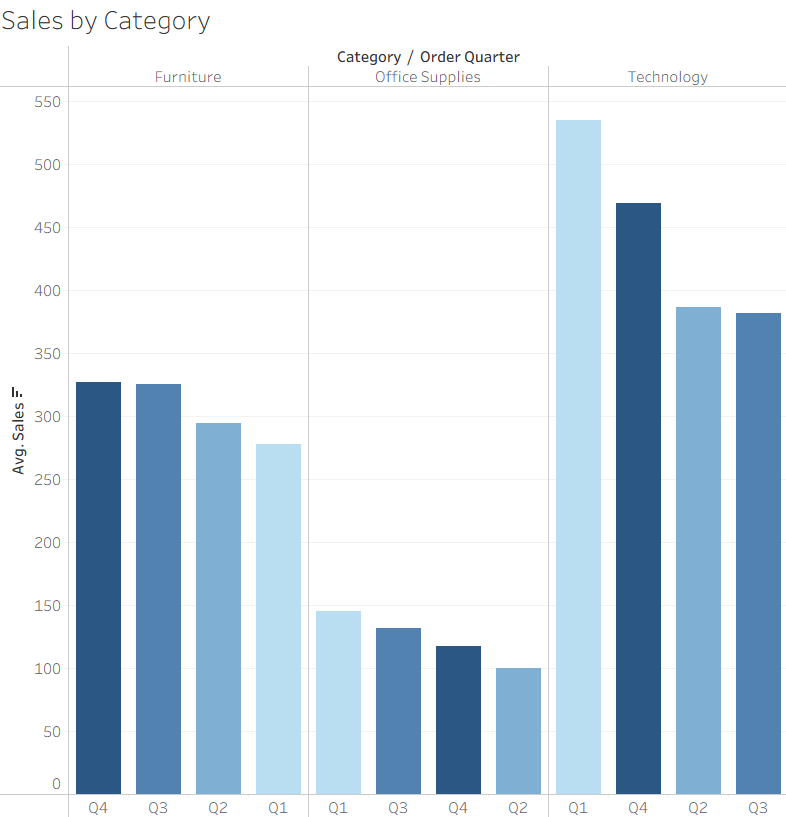 Sales by Category
Category / Order Quarter
Furniture Office Supplies Technology
550
500
450
400
350
300
250
200
150
100
50
0
Avg. Sales
Q4 Q3 Q2 Q1 Q1 Q3 Q4 Q2 Q1 Q4 Q2 Q3